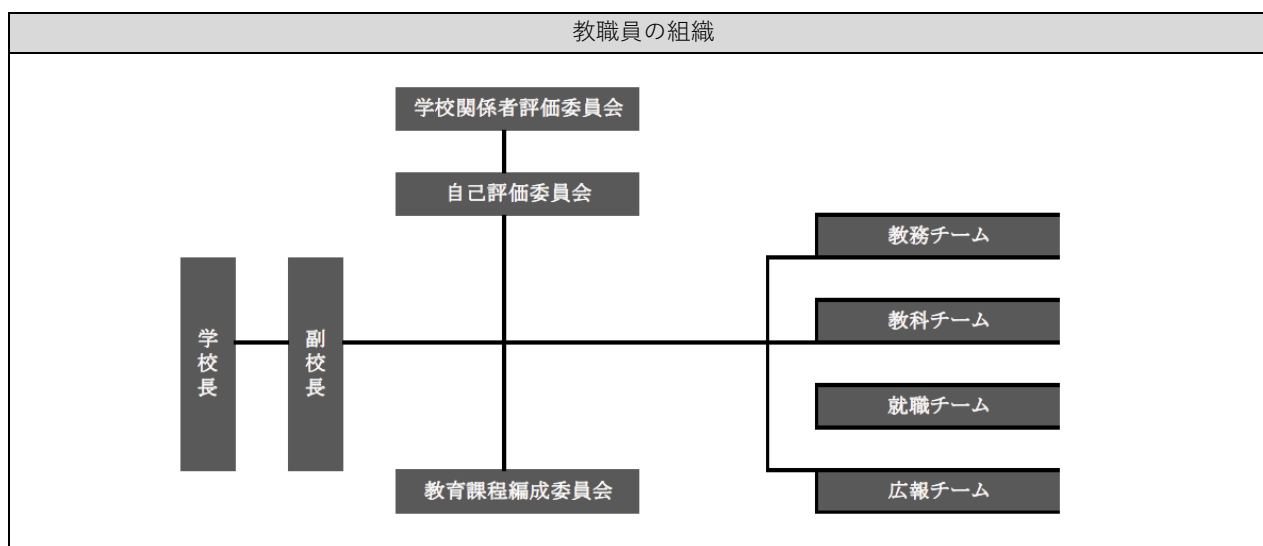 教職員の組織
学校関係者評価委員会
自己評価委員会
学校長
副校長
教務チーム
教科チーム
就職チーム
広報チーム
教育課程編成委員会